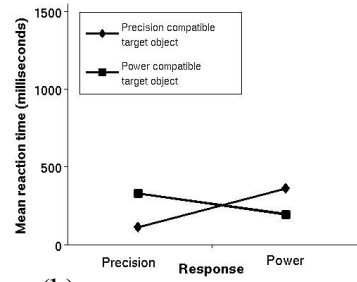 1500
1000
500
0
Mean reaction time (milliseconds)
Precision compatible
target object
Power compatible
target object
Precision
Power
Response